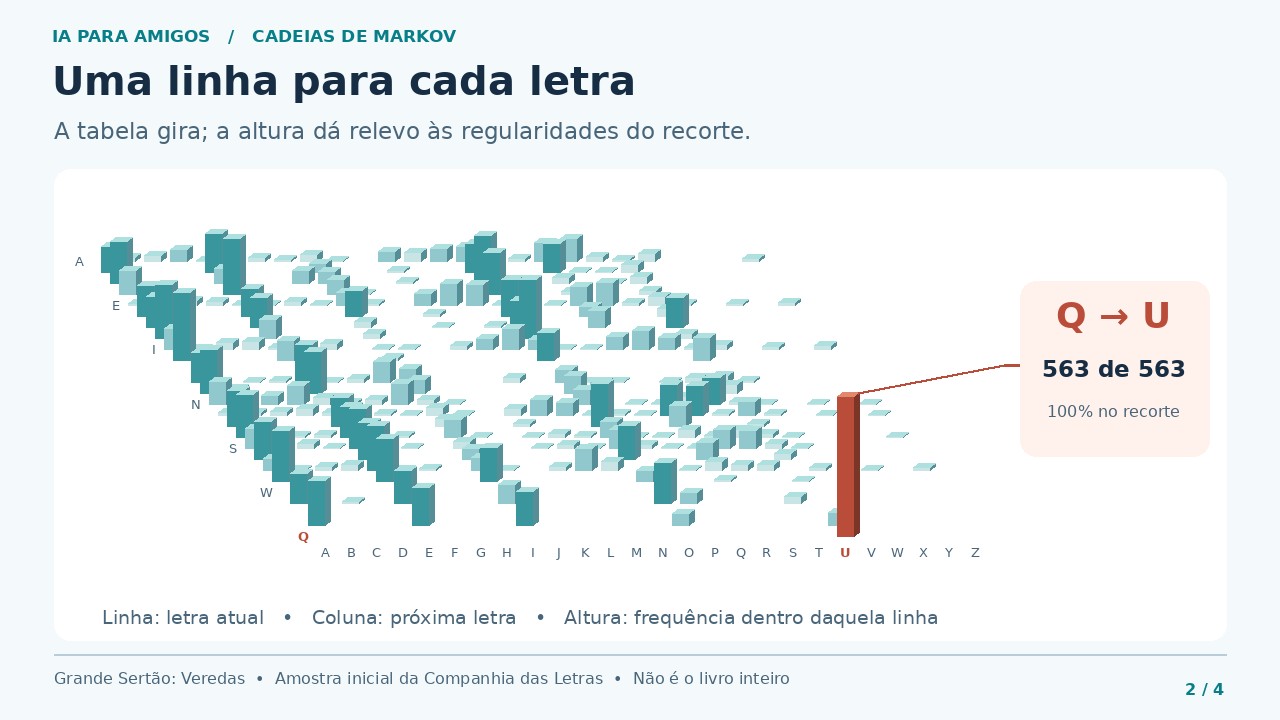 IA PARA AMIGOS / CADEIAS DE MARKOV
Uma linha para cada letra
A tabela gira; a altura dá relevo às regularidades do recorte.
A
E
I
N
S
W
Q
A B C D E F G H I J K L M N O P Q R S T U V W X Y Z
Q → U
563 de 563
100% no recorte
Linha: letra atual • Coluna: próxima letra • Altura: frequência dentro daquela linha
Grande Sertão: Veredas • Amostra inicial da Companhia das Letras • Não é o livro inteiro
2 / 4